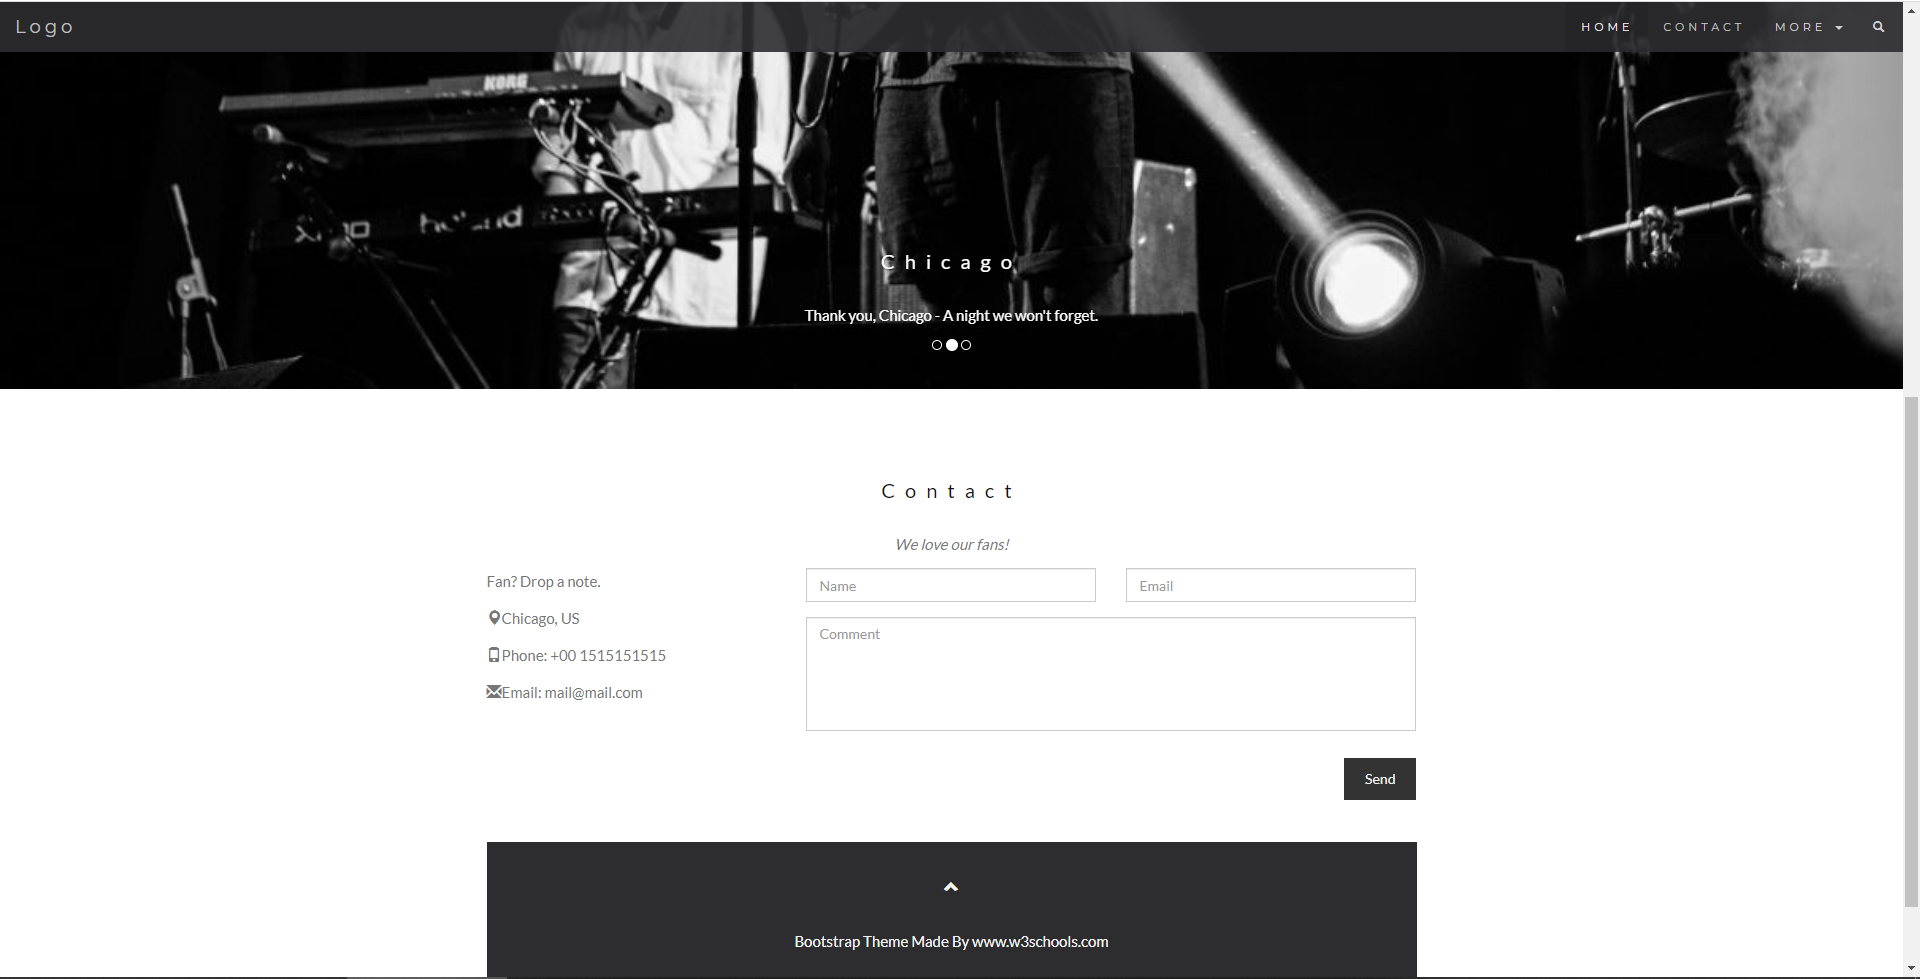 Logo
HOME CONTACT MORE
KORG
Chicago
Thank you, Chicago - A night we won't forget.
Contact
We love our fans!
Fan? Drop a note.
Chicago, US
Phone: +00 1515151515
Email: mail@mail.com
Name
Email
Comment
Send
Bootstrap Theme Made By www.w3schools.com